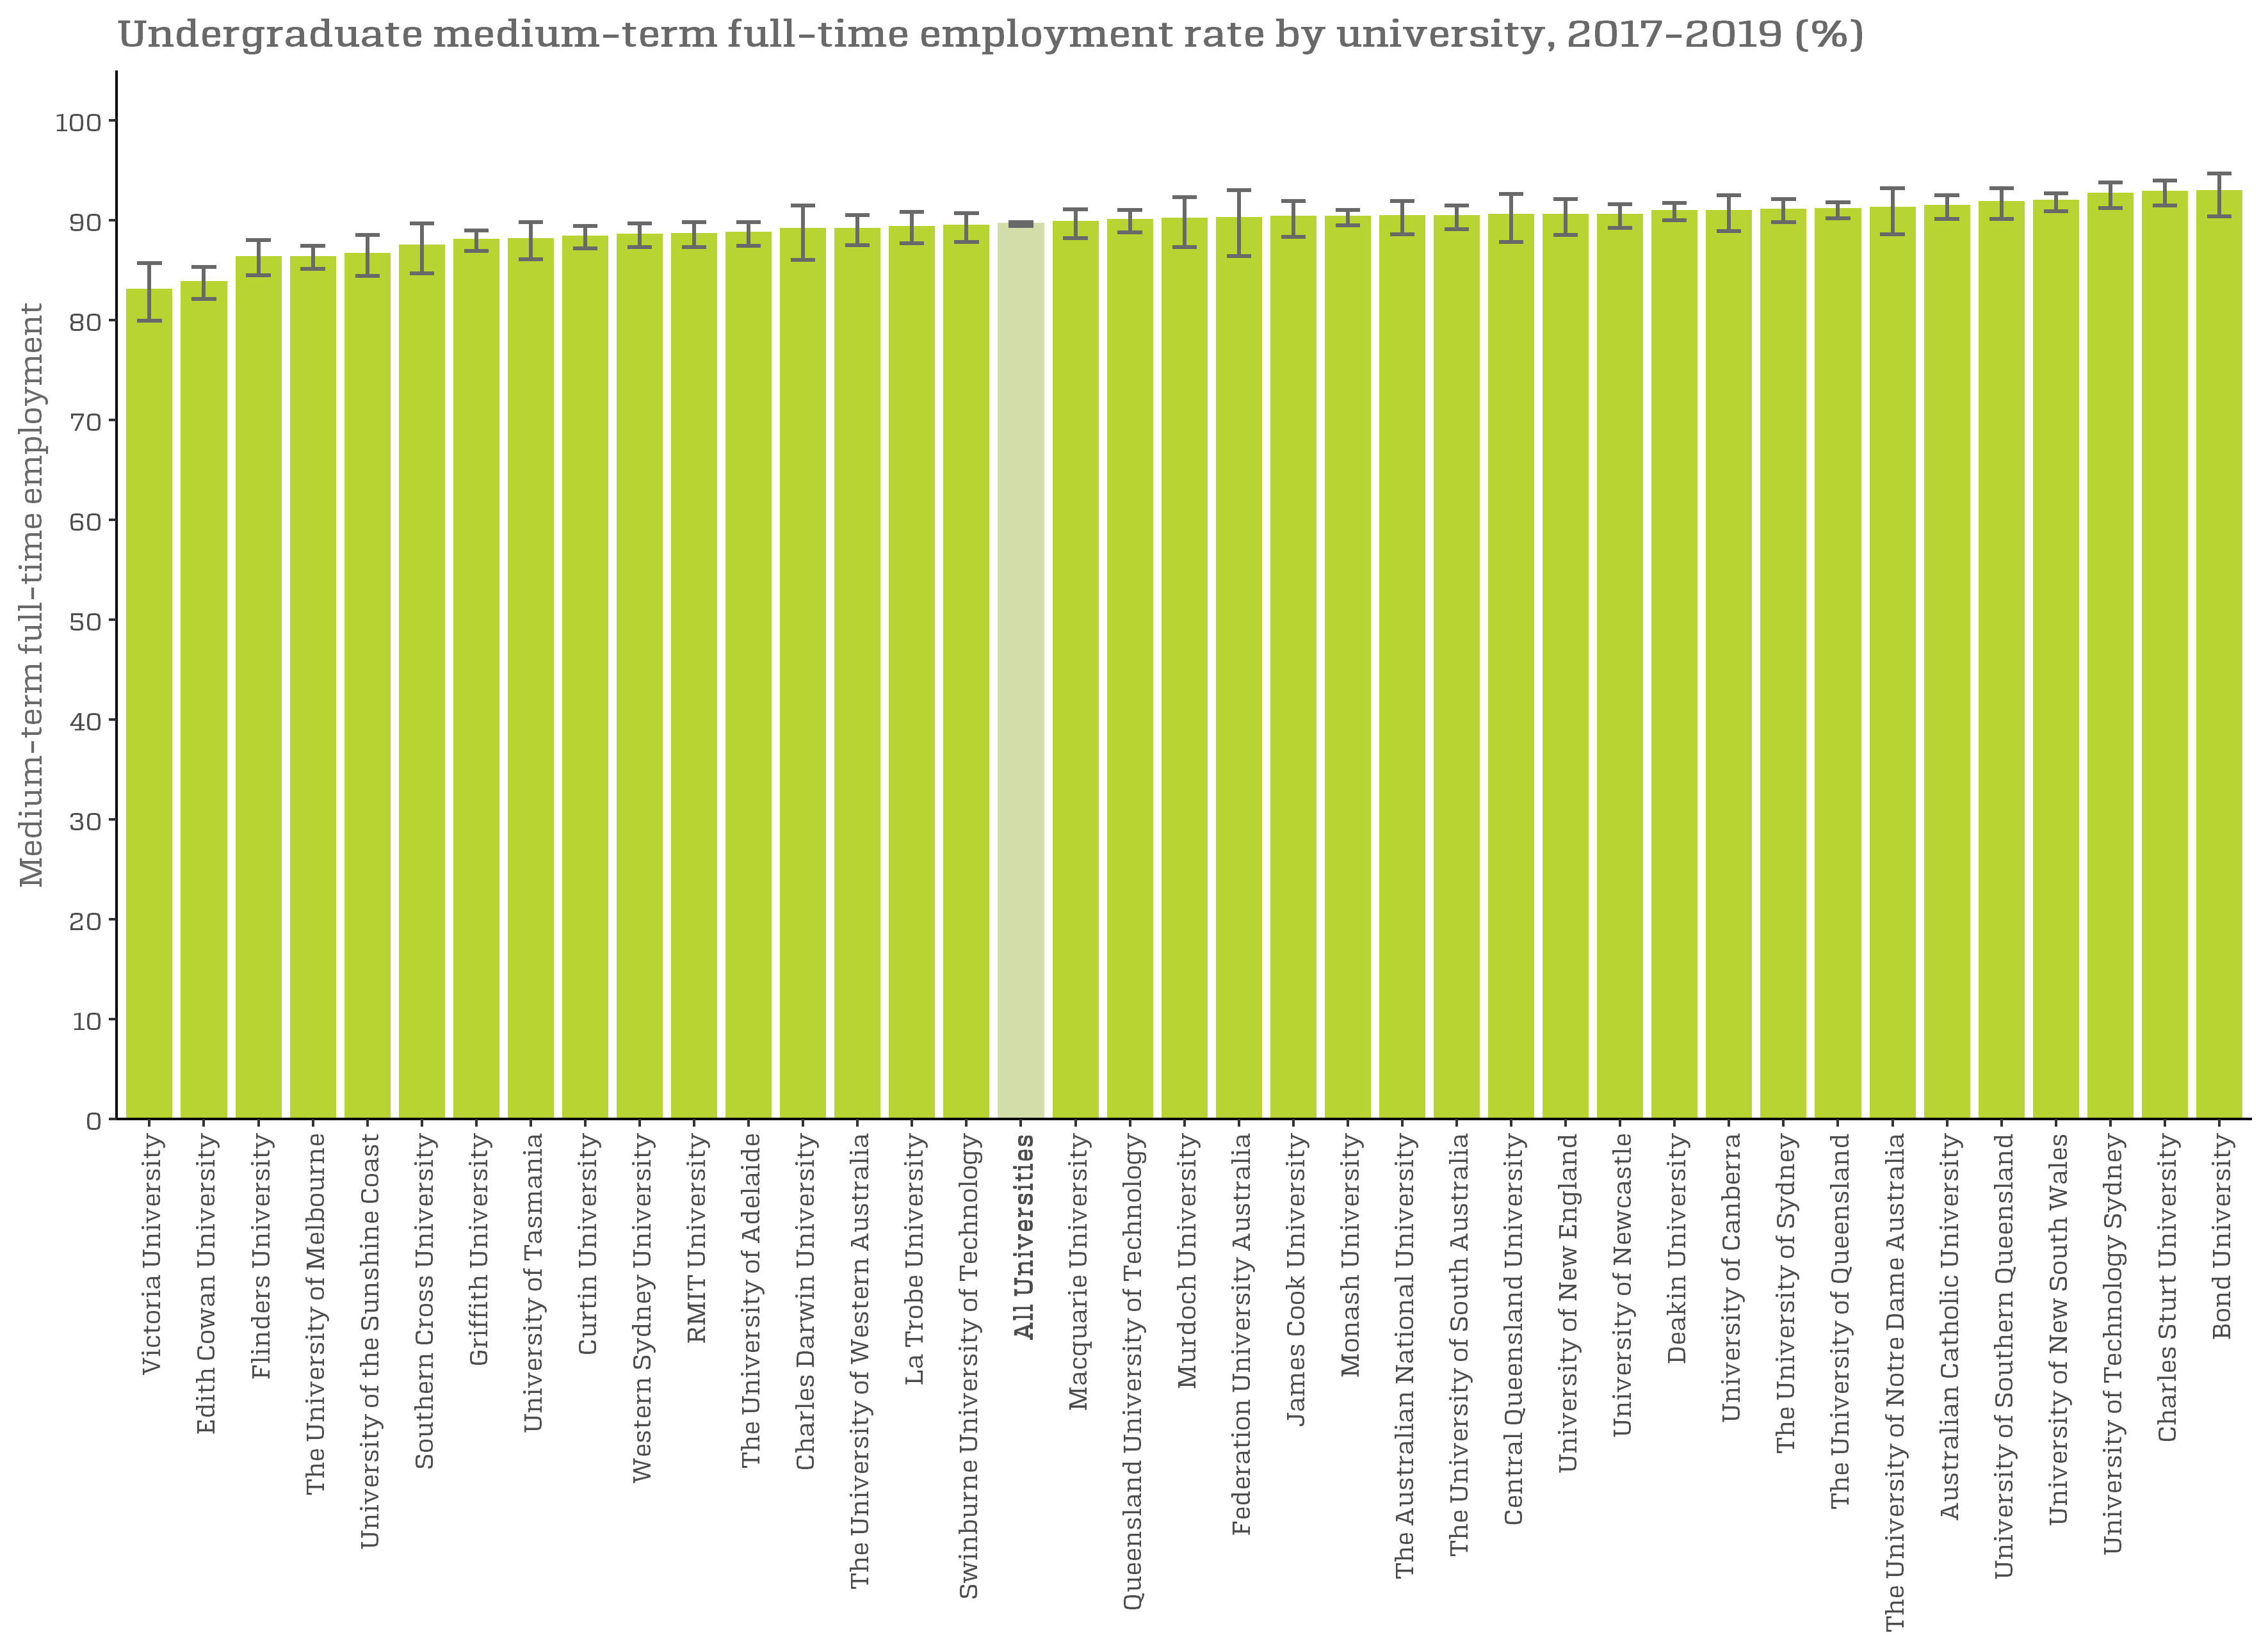 Undergraduate medium-term full-time employment rate by university, 2017-2019 (%)
Medium-term full-time employment
100
90
80
70
60
50
40
30
20
10
0
Victoria University
Edith Cowan University
Flinders University
The University of Melbourne
University of the Sunshine Coast
Southern Cross University
Griffith University
University of Tasmania
Curtin University
Western Sydney University
RMIT University
The University of Adelaide
Charles Darwin University
The University of Western Australia
La Trobe University
Swinburne University of Technology
All Universities
Macquarie University
Queensland University of Technology
Murdoch University
Federation University Australia
James Cook University
Monash University
The Australian National University
The University of South Australia
Central Queensland University
University of New England
University of Newcastle
Deakin University
University of Canberra
The University of Sydney
The University of Queensland
The University of Notre Dame Australia
Australian Catholic University
University of Southern Queensland
University of New South Wales
University of Technology Sydney
Charles Sturt University
Bond University